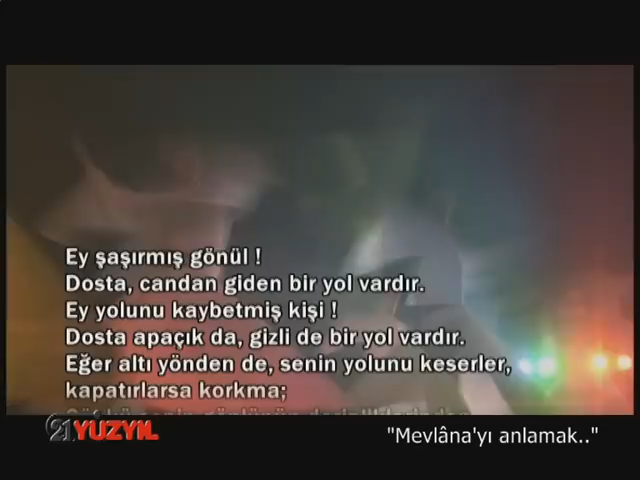 Ey şaşırmış gönül !
Dosta, candan giden bir yol vardır.
Ey yolunu kaybetmiş kişi !
Dosta apaçık da, gizli de bir yol vardır.
Eğer altı yönden de, senin yolunu keserler,
kapatırlarsa korkma;
21 YÜZYIL
"Mevlâna'yı anlamak.."